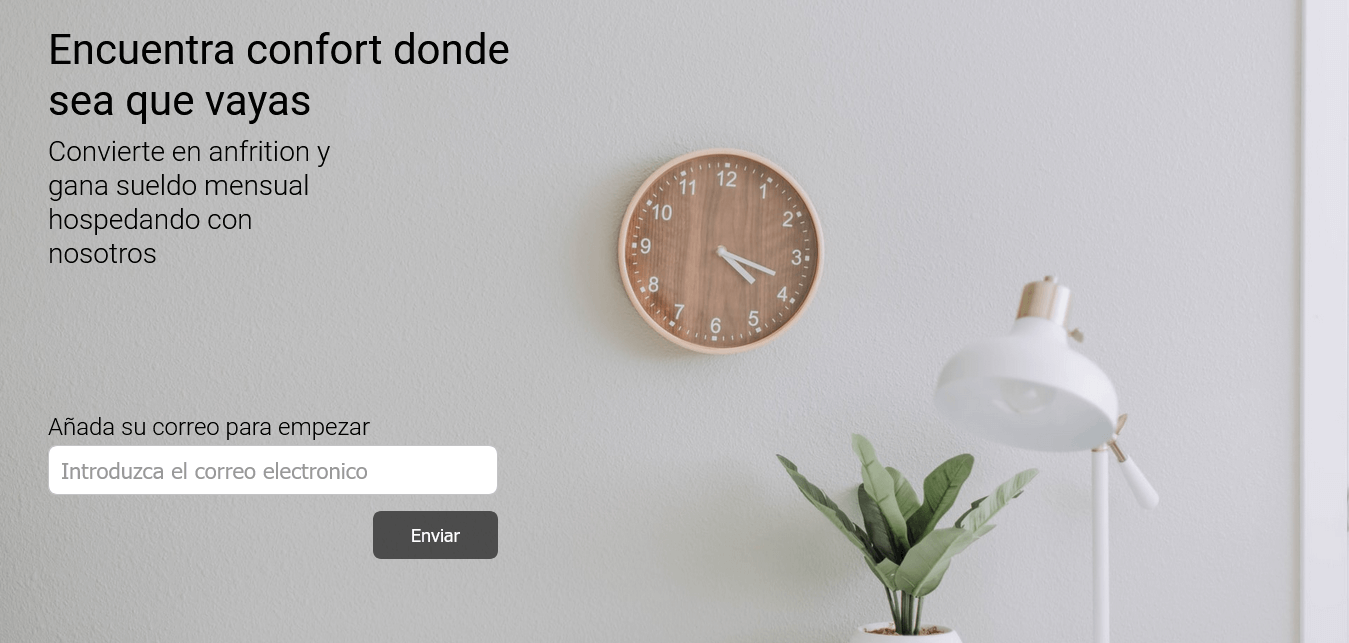 Encuentra confort donde
sea que vayas
Convierte en anfrition y
gana sueldo mensual
hospedando con
nosotros
12
11
1
10
2
9
3
8
4
7
5
6
Añada su correo para empezar
Introduzca el correo electronico
Enviar